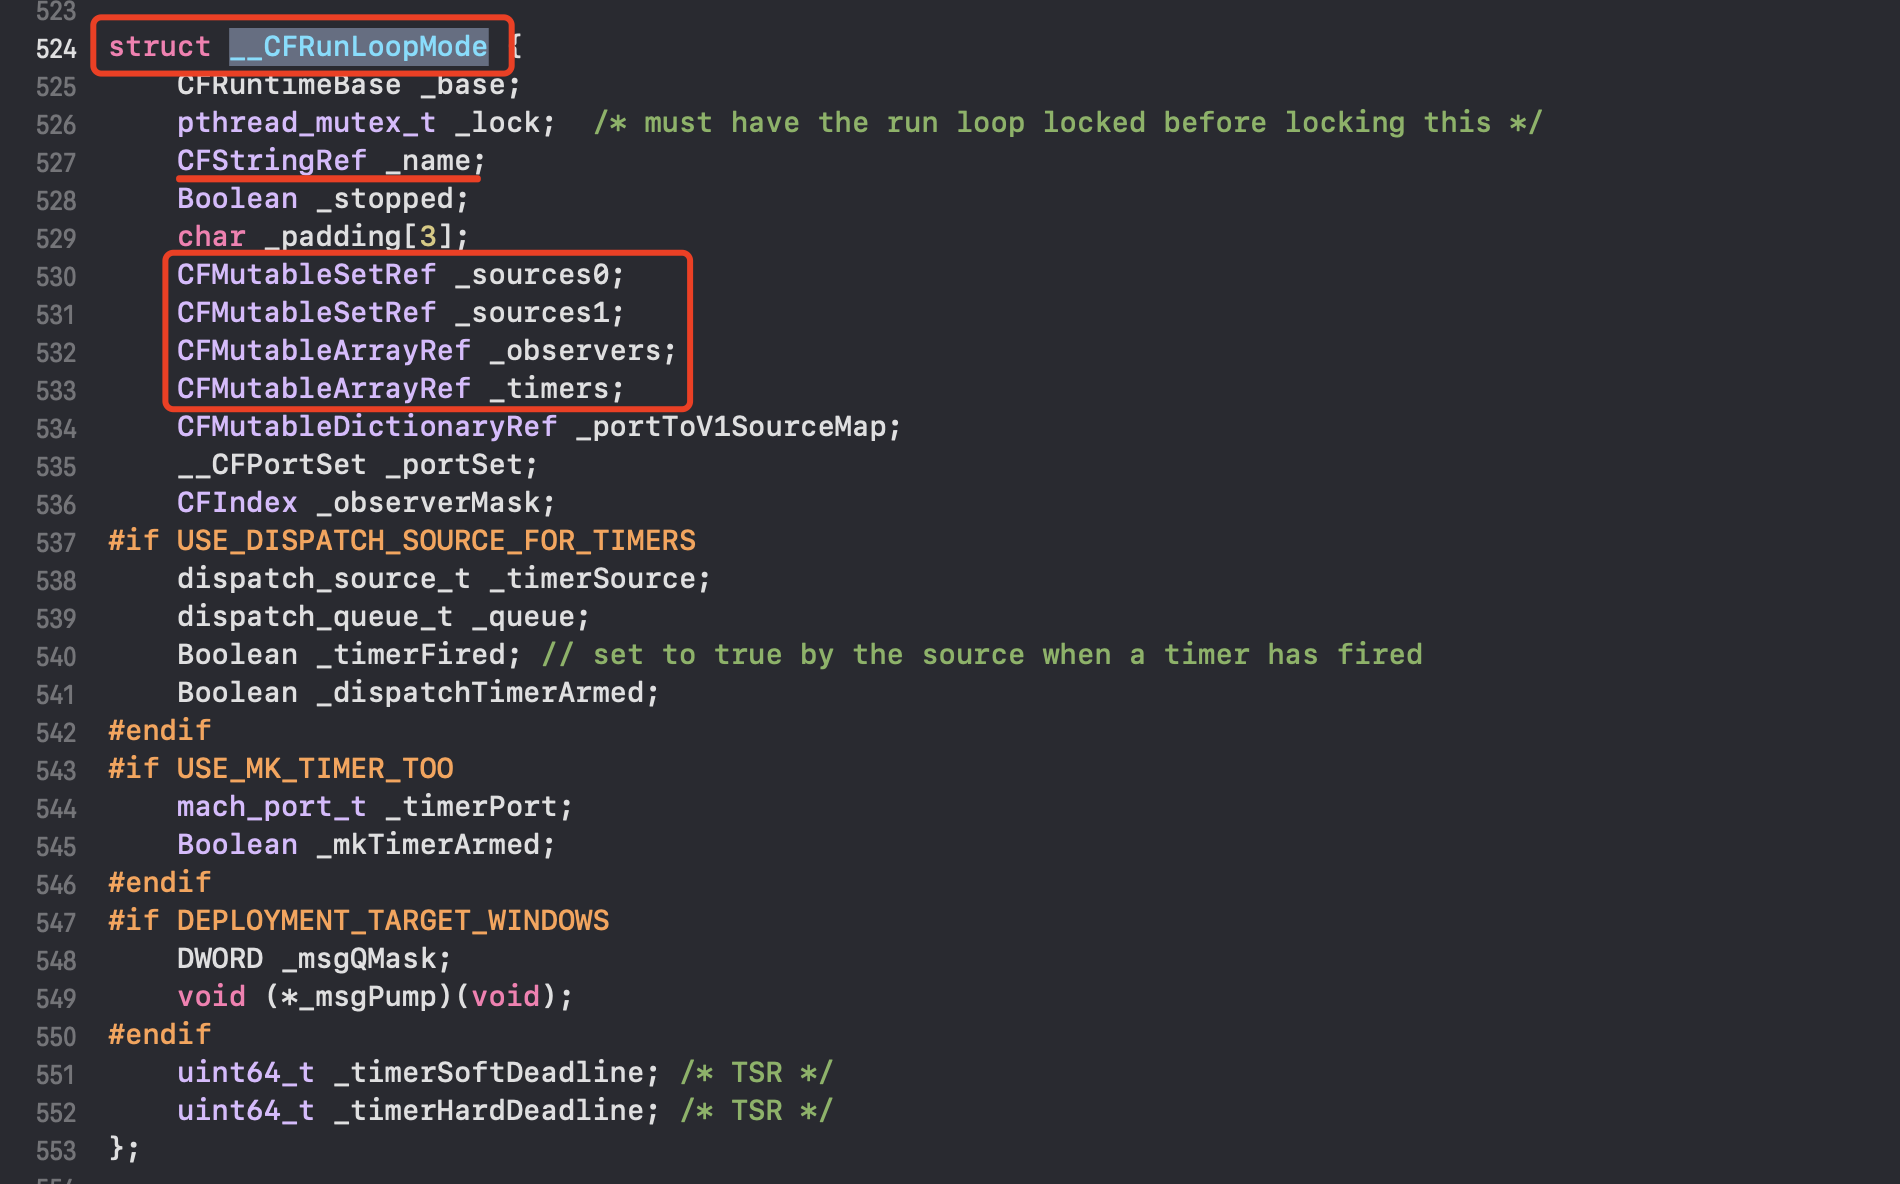 523
524 struct __CFRunLoopMode {
525 CFRuntimeBase _base;
526 pthread_mutex_t _lock;  /* must have the run loop locked before locking this */
527 CFStringRef _name;
528 Boolean _stopped;
529 char _padding[3];
530 CFMutableSetRef _sources0;
531 CFMutableSetRef _sources1;
532 CFMutableArrayRef _observers;
533 CFMutableArrayRef _timers;
534 CFMutableDictionaryRef _portToV1SourceMap;
535 __CFPortSet _portSet;
536 CFIndex _observerMask;
537 #if USE_DISPATCH_SOURCE_FOR_TIMERS
538 dispatch_source_t _timerSource;
539 dispatch_queue_t _queue;
540 Boolean _timerFired; // set to true by the source when a timer has fired
541 Boolean _dispatchTimerArmed;
542 #endif
543 #if USE_MK_TIMER_TOO
544 mach_port_t _timerPort;
545 Boolean _mkTimerArmed;
546 #endif
547 #if DEPLOYMENT_TARGET_WINDOWS
548 DWORD _msgQMask;
549 void (*_msgPump)(void);
550 #endif
551 uint64_t _timerSoftDeadline; /* TSR */
552 uint64_t _timerHardDeadline; /* TSR */
553 };